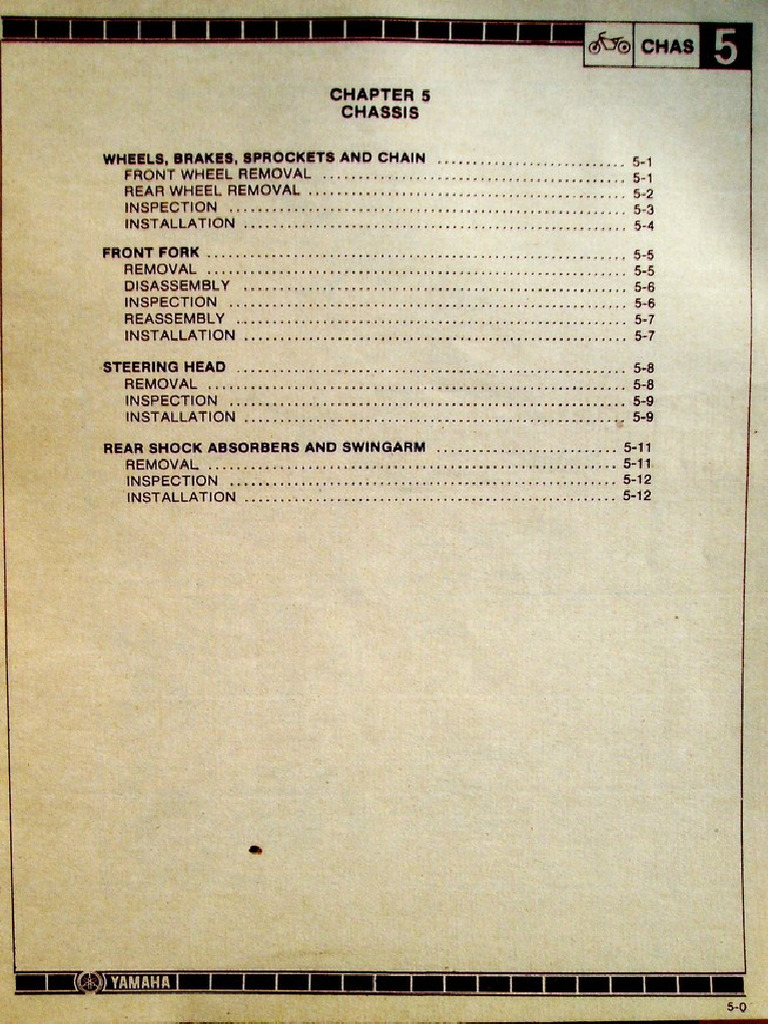 CHAS 5
CHAPTER 5
CHASSIS
WHEELS, BRAKES, SPROCKETS AND CHAIN ........................ 5-1
FRONT WHEEL REMOVAL ........................ 5-1
REAR WHEEL REMOVAL ........................ 5-2
INSPECTION ........................ 5-3
INSTALLATION ........................ 5-4
FRONT FORK ........................ 5-5
REMOVAL ........................ 5-5
DISASSEMBLY ........................ 5-6
INSPECTION ........................ 5-6
REASSEMBLY ........................ 5-7
INSTALLATION ........................ 5-7
STEERING HEAD ........................ 5-8
REMOVAL ........................ 5-8
INSPECTION ........................ 5-9
INSTALLATION ........................ 5-9
REAR SHOCK ABSORBERS AND SWINGARM ........................ 5-11
REMOVAL ........................ 5-11
INSPECTION ........................ 5-12
INSTALLATION ........................ 5-12
YAMAHA
5-0